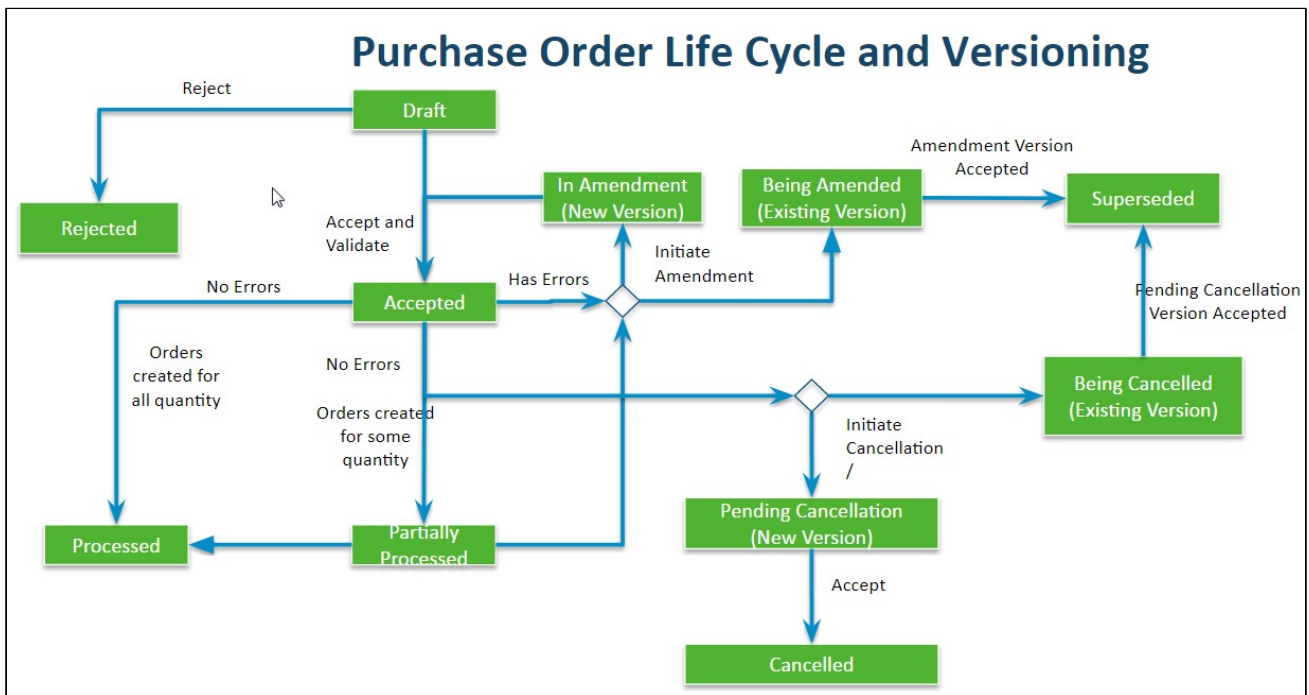 Purchase Order Life Cycle and Versioning
Reject
Draft
Amendment Version
Accepted
In Amendment
(New Version)
Being Amended
(Existing Version)
Superseded
Rejected
Accept and
Validate
Initiate
Amendment
No Errors
Has Errors
Accepted
Pending Cancellation
Version Accepted
Orders
created for
all quantity
No Errors
Being Cancelled
(Existing Version)
Orders created
for some
quantity
Initiate
Cancellation
/
Pending Cancellation
(New Version)
Processed
Partially
Processed
Accept
Cancelled